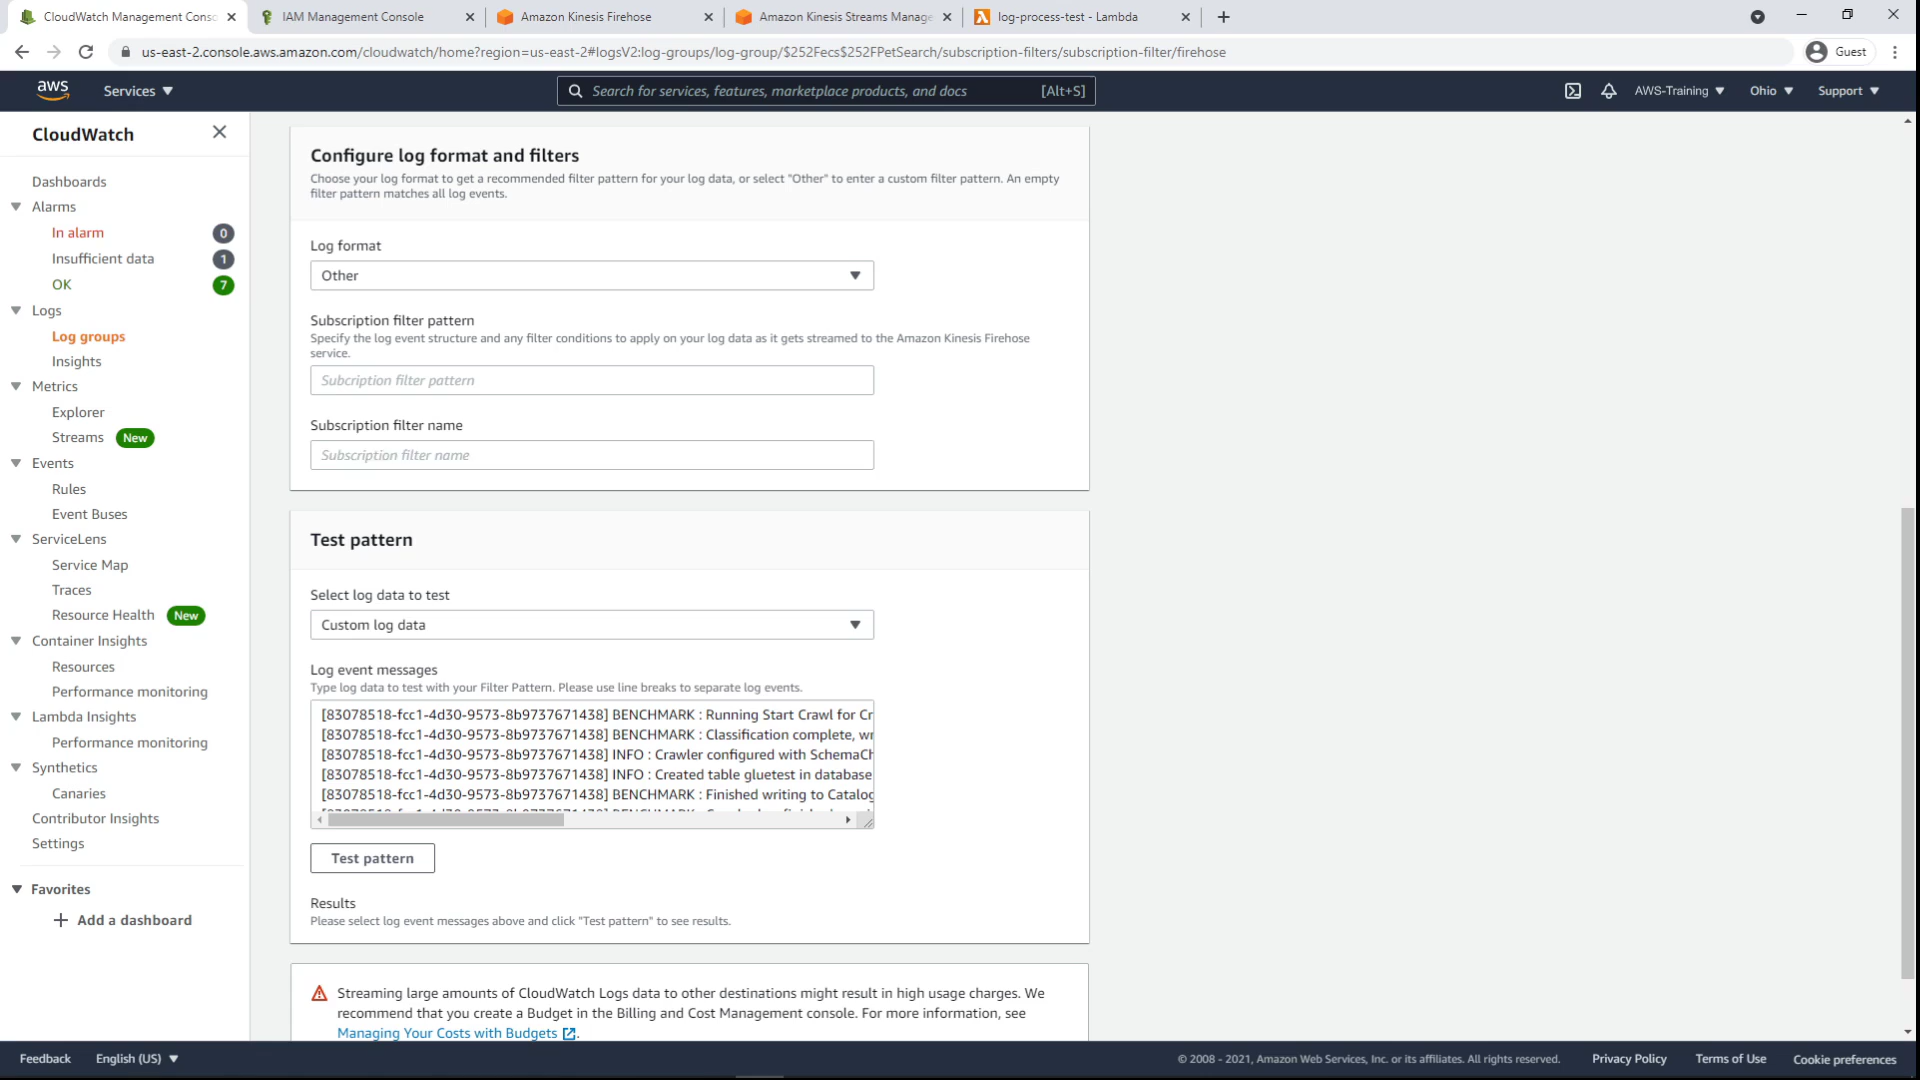 CloudWatch Management Conso
IAM Management Console
Amazon Kinesis Firehose
Amazon Kinesis Streams Manage
log-process-test - Lambda
us-east-2.console.aws.amazon.com/cloudwatch/home?region=us-east-2#logsV2:log-groups/log-group/$252Fecs$252FPetSearch/subscription-filters/subscription-filter/firehose
Guest
aws
Services
Search for services, features, marketplace products, and docs
[Alt+S]
AWS-Training
Ohio
Support
CloudWatch
Dashboards
Alarms
In alarm 0
Insufficient data 1
OK 7
Logs
Log groups
Insights
Metrics
Explorer
Streams New
Events
Rules
Event Buses
ServiceLens
Service Map
Traces
Resource Health New
Container Insights
Resources
Performance monitoring
Lambda Insights
Performance monitoring
Synthetics
Canaries
Contributor Insights
Settings
Favorites
Add a dashboard
Configure log format and filters
Choose your log format to get a recommended filter pattern for your log data, or select "Other" to enter a custom filter pattern. An empty
filter pattern matches all log events.
Log format
Other
Subscription filter pattern
Specify the log event structure and any filter conditions to apply on your log data as it gets streamed to the Amazon Kinesis Firehose
service.
Subcription filter pattern
Subscription filter name
Subscription filter name
Test pattern
Select log data to test
Custom log data
Log event messages
Type log data to test with your Filter Pattern. Please use line breaks to separate log events.
[83078518-fcc1-4d30-9573-8b9737671438] BENCHMARK : Running Start Crawl for Cr
[83078518-fcc1-4d30-9573-8b9737671438] BENCHMARK : Classification complete, wr
[83078518-fcc1-4d30-9573-8b9737671438] INFO : Crawler configured with SchemaCh
[83078518-fcc1-4d30-9573-8b9737671438] INFO : Created table gluetest in database
[83078518-fcc1-4d30-9573-8b9737671438] BENCHMARK : Finished writing to Catalog
Test pattern
Results
Please select log event messages above and click "Test pattern" to see results.
Streaming large amounts of CloudWatch Logs data to other destinations might result in high usage charges. We
recommend that you create a Budget in the Billing and Cost Management console. For more information, see
Managing Your Costs with Budgets.
Feedback
English (US)
© 2008 - 2021, Amazon Web Services, Inc. or its affiliates. All rights reserved.
Privacy Policy
Terms of Use
Cookie preferences